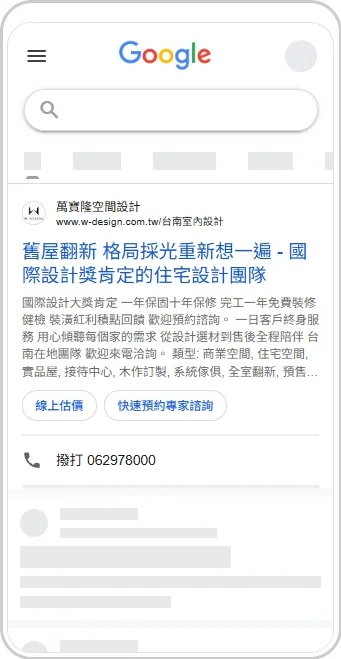 Google
萬寶隆空間設計
www.w-design.com.tw/台南室內設計
舊屋翻新 格局採光重新想一遍 - 國
際設計獎肯定的住宅設計團隊
國際設計大獎肯定 一年保固十年保修 完工一年免費裝修
健檢 裝潢紅利積點回饋 歡迎預約諮詢。 一日客戶終身服
務 用心傾聽每個家的需求 從設計選材到售後全程陪伴 台
南在地團隊 歡迎來電洽詢。 類型: 商業空間, 住宅空間,
實品屋, 接待中心, 木作訂製, 系統傢俱, 全室翻新, 預售…
線上估價 快速預約專家諮詢
撥打 062978000